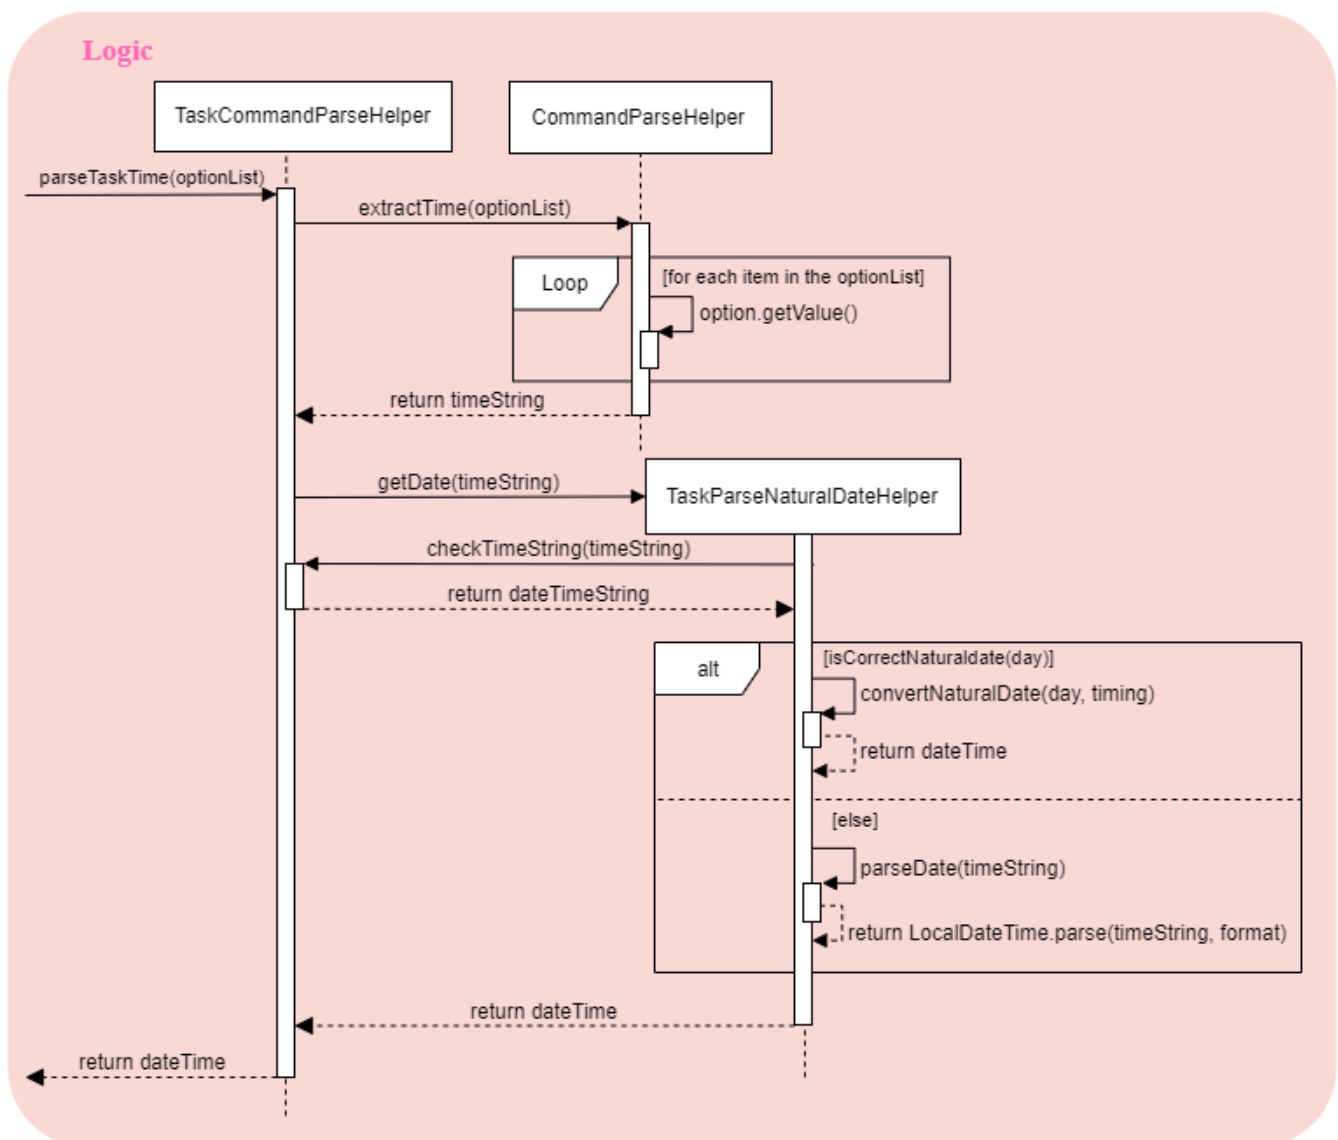 Logic
TaskCommandParseHelper
CommandParseHelper
parseTaskTime(optionList)
extractTime(optionList)
Loop
[for each item in the optionList]
option.getValue()
return timeString
getDate(timeString)
TaskParseNaturalDateHelper
checkTimeString(timeString)
return dateTimeString
alt
[isCorrectNaturaldate(day)]
convertNaturalDate(day, timing)
return dateTime
[else]
parseDate(timeString)
return LocalDateTime.parse(timeString, format)
return dateTime
return dateTime